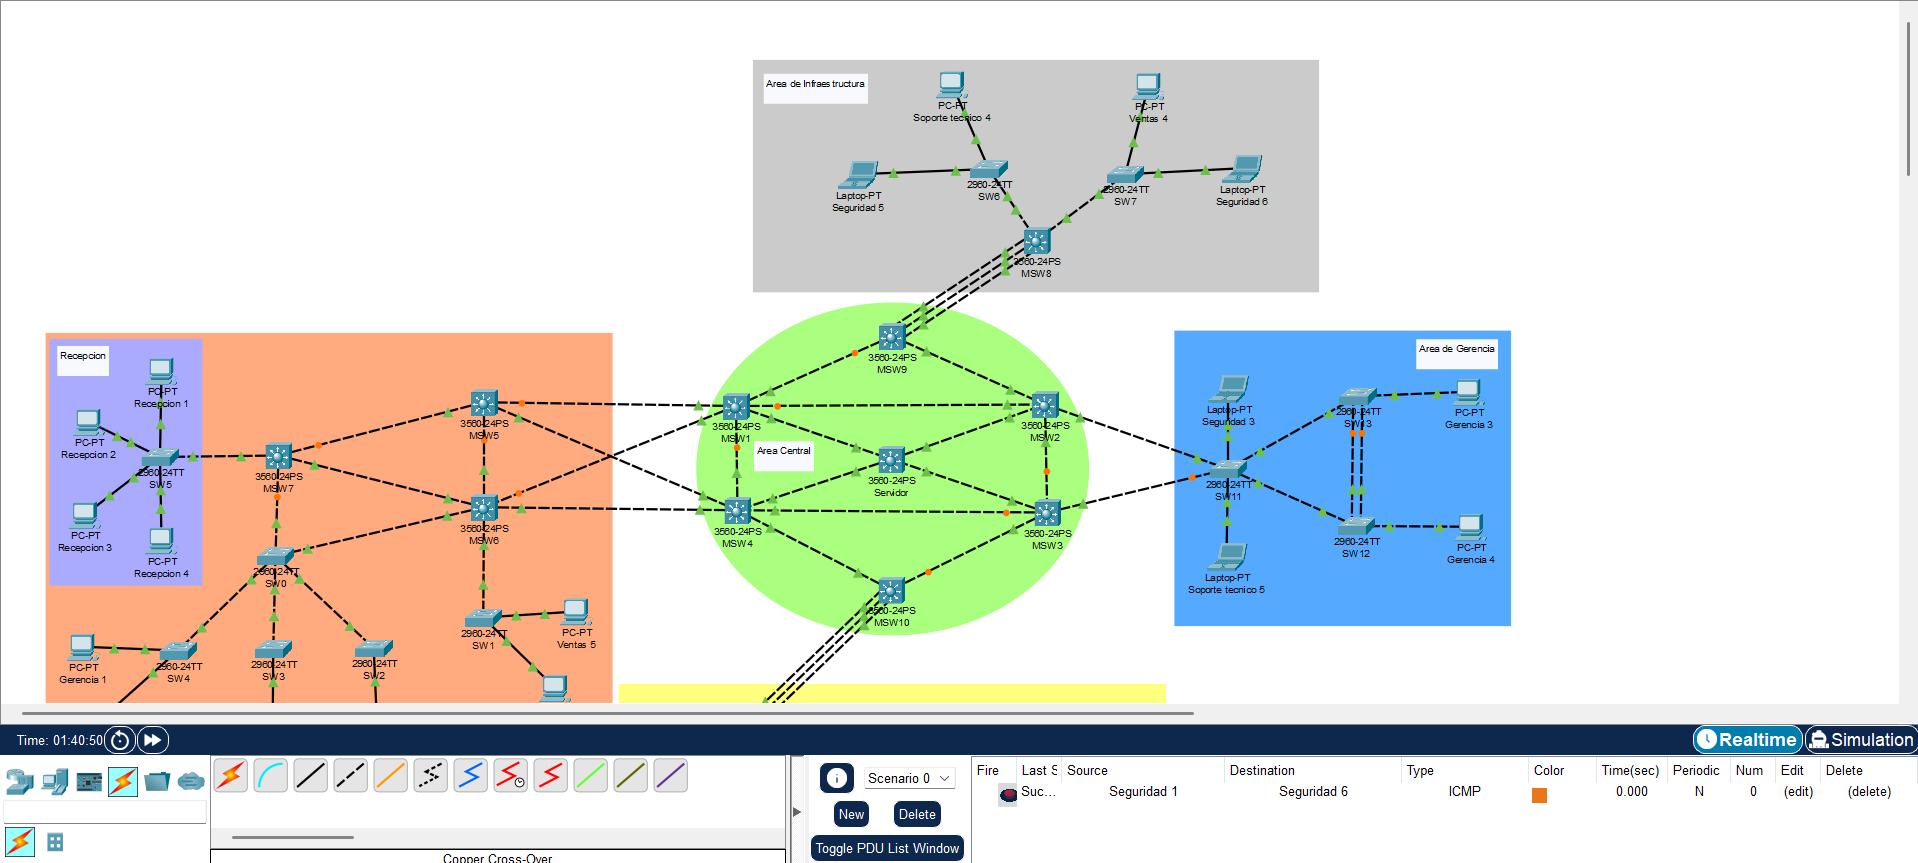 Area de Infraestructura
PC-PT
Soporte tecnico 4
PC-PT
Ventas 4
Laptop-PT
Seguridad 5
2960-24TT
SW6
2960-24TT
SW7
Laptop-PT
Seguridad 6
3560-24PS
MSW8
Recepcion
PC-PT
Recepcion 1
PC-PT
Recepcion 2
2960-24TT
SW5
PC-PT
Recepcion 3
PC-PT
Recepcion 4
3560-24PS
MSW7
3560-24PS
MSW5
3560-24PS
MSW6
2960-24TT
SW0
2960-24TT
SW1
PC-PT
Ventas 5
PC-PT
Gerencia 1
2960-24TT
SW4
2960-24TT
SW3
2960-24TT
SW2
3560-24PS
MSW9
3560-24PS
MSW1
3560-24PS
MSW2
Area Central
3560-24PS
Servidor
3560-24PS
MSW4
3560-24PS
MSW3
3560-24PS
MSW10
Area de Gerencia
Laptop-PT
Seguridad 3
2960-24TT
SW13
PC-PT
Gerencia 3
2960-24TT
SW11
2960-24TT
SW12
PC-PT
Gerencia 4
Laptop-PT
Soporte tecnico 5
Time: 01:40:50
Realtime
Simulation
Scenario 0
New
Delete
Toggle PDU List Window
Copper Cross-Over
Fire Last S Source Destination Type Color Time(sec) Periodic Num Edit Delete
Suc... Seguridad 1 Seguridad 6 ICMP 0.000 N 0 (edit) (delete)